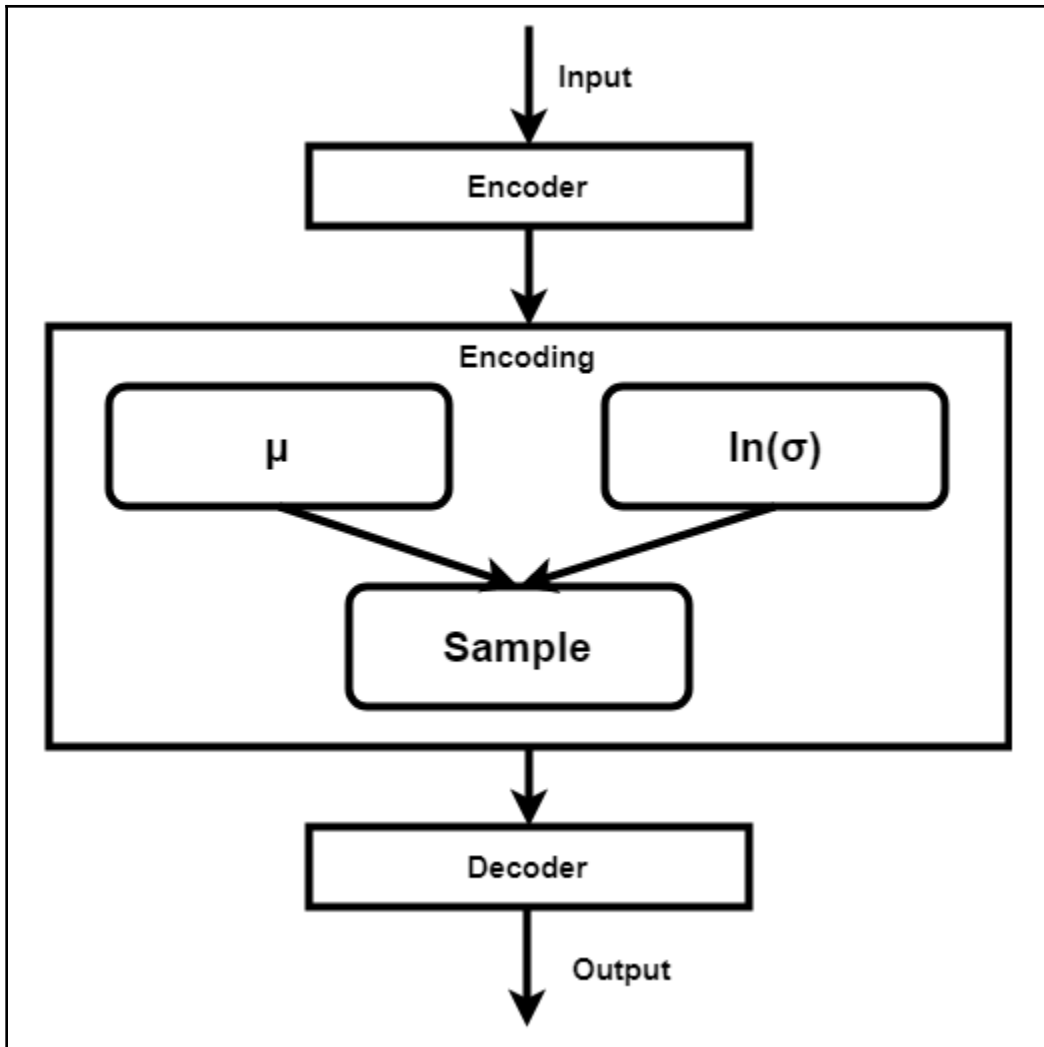 Input
Encoder
Encoding
μ
ln(σ)
Sample
Decoder
Output